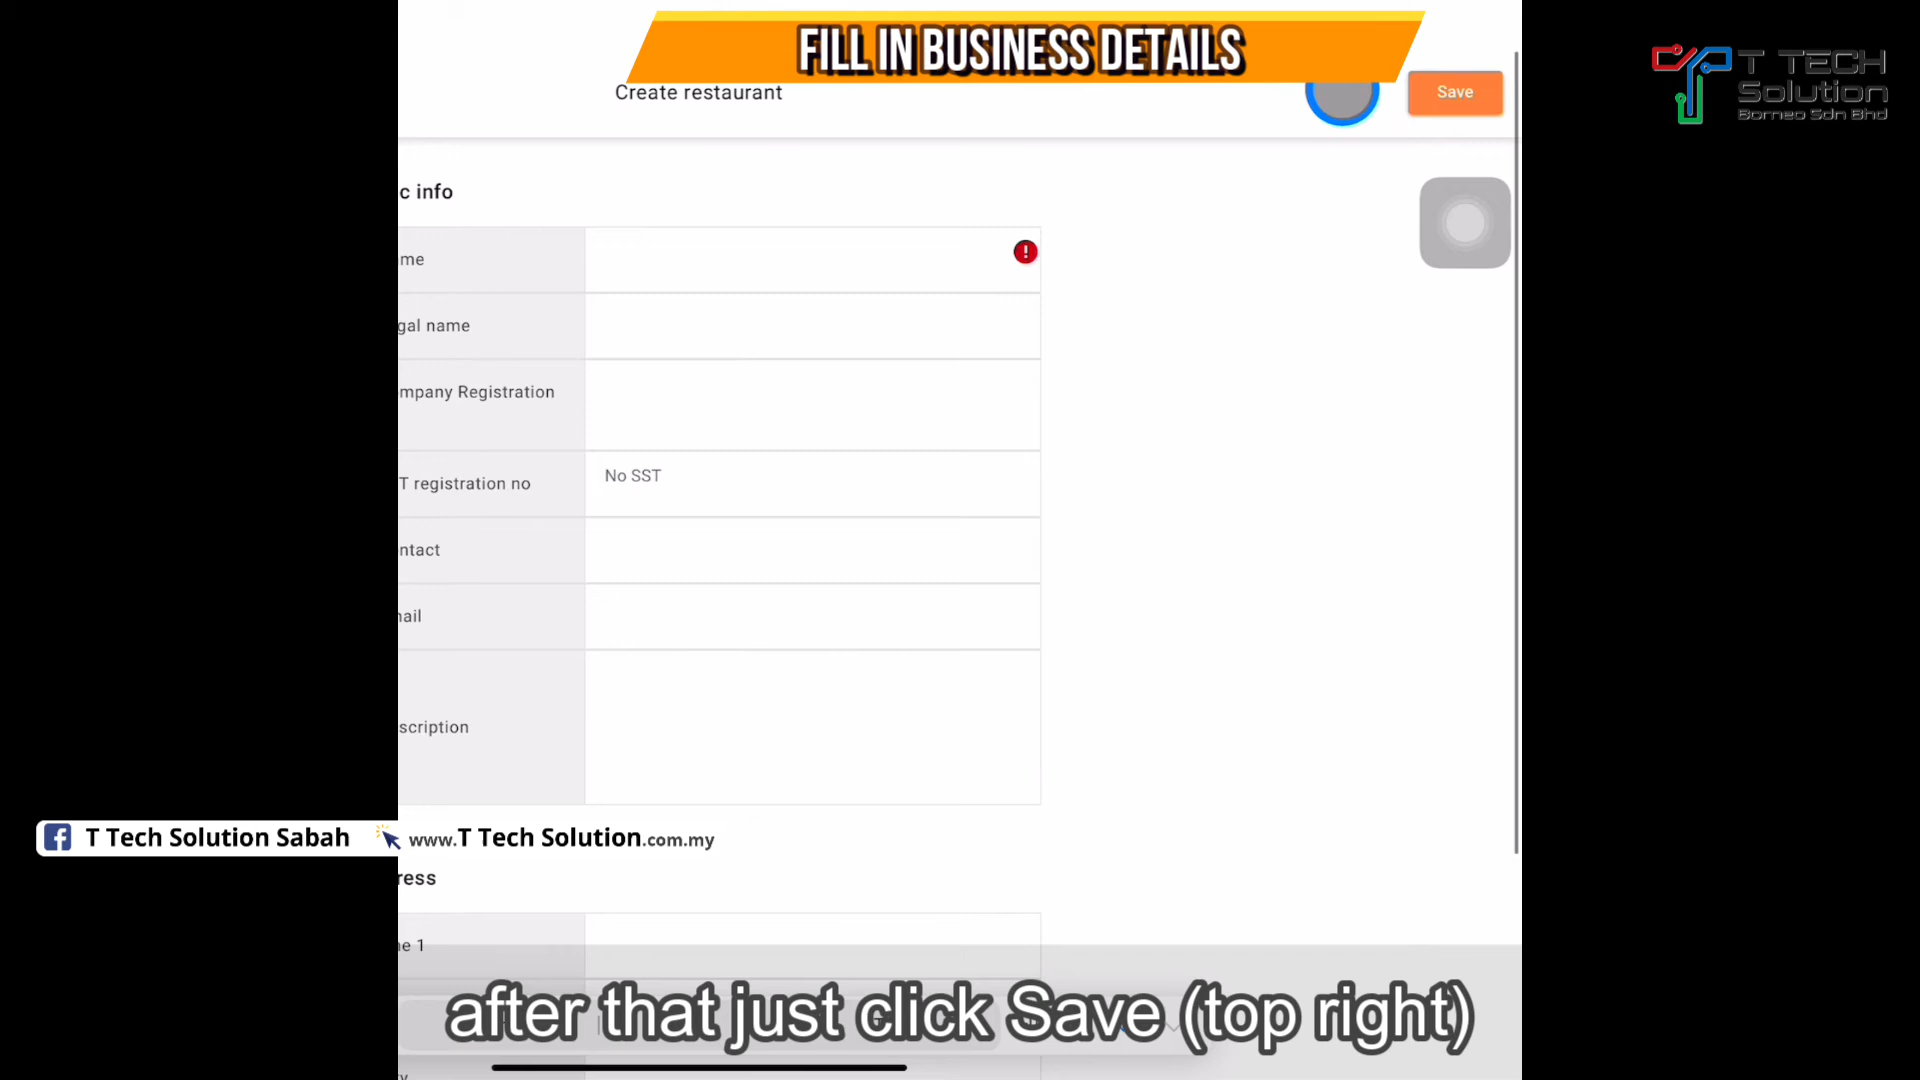 FILL IN BUSINESS DETAILS
T TECH
Solution
Borneo Sdn Bhd
Create restaurant
Save
c info
me
gal name
mpany Registration
T registration no
No SST
ntact
ail
scription
T Tech Solution Sabah
www.T Tech Solution.com.my
ress
ne 1
after that just click Save (top right)